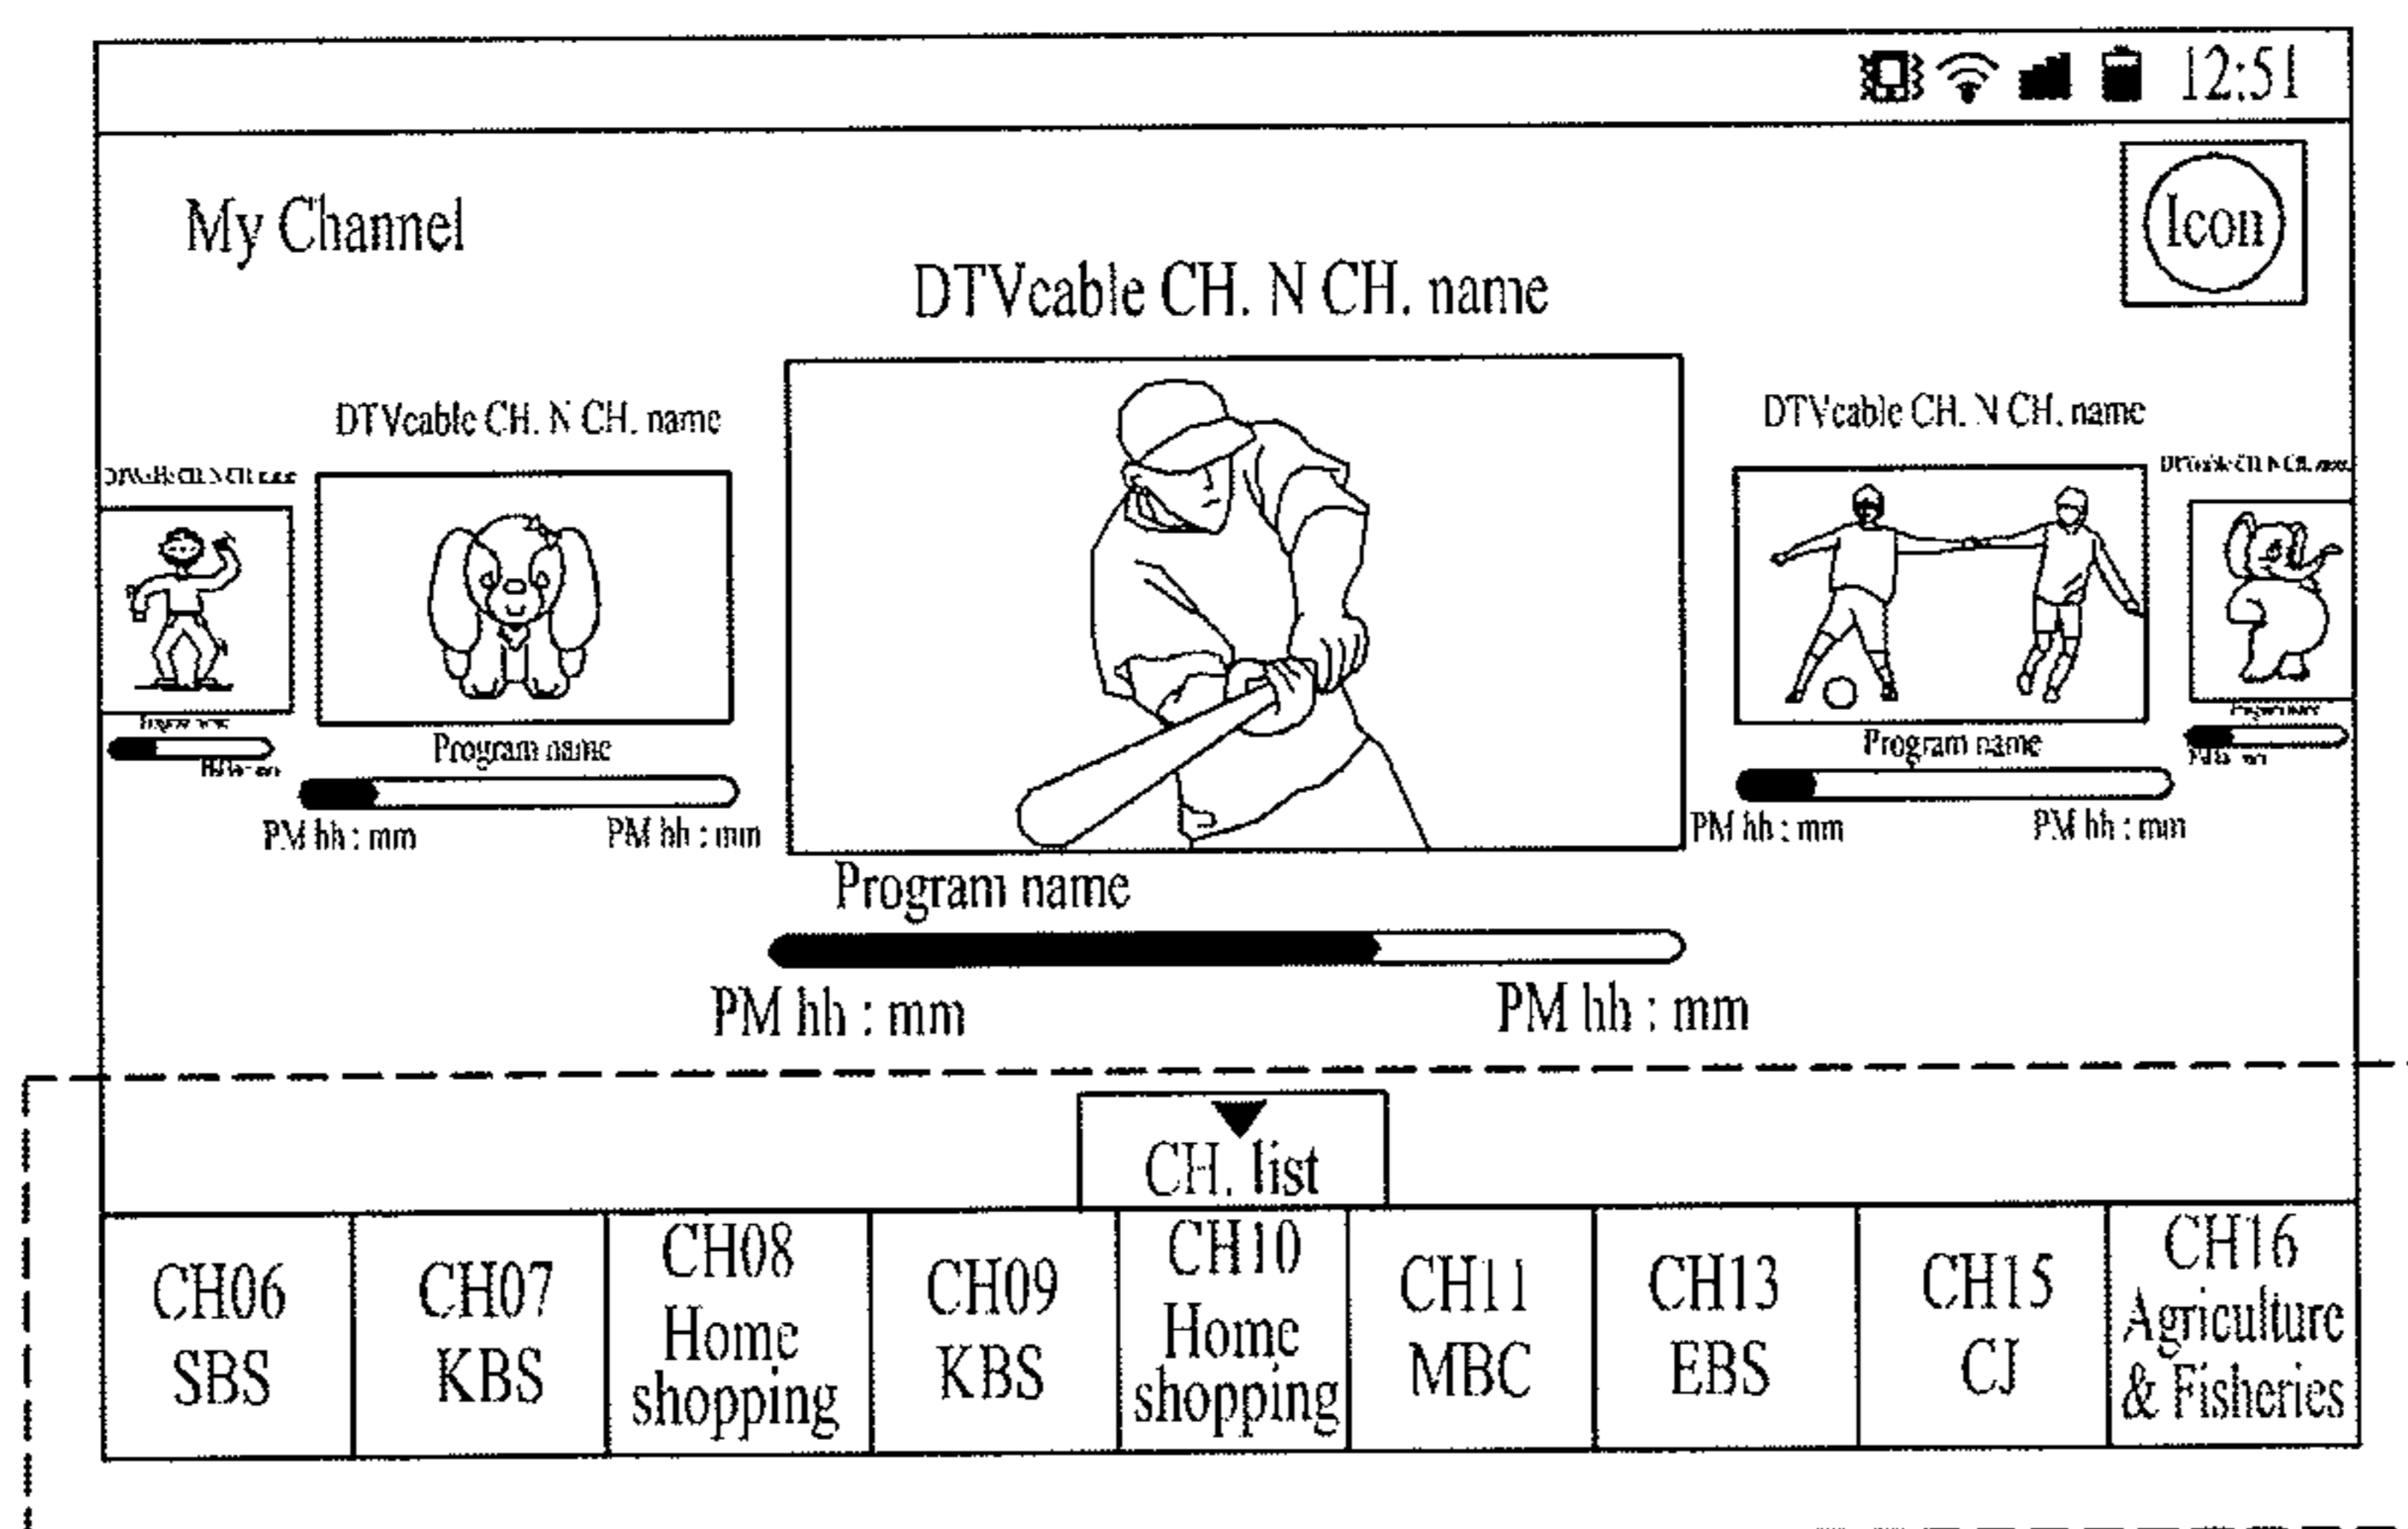 12:51
My Channel
Icon
DTVcable CH. N CH. name
DTVcable CH. N CH. name
DTVcable CH. N CH. name
Program name
PM hh : mm
PM hh : mm
Program name
PM hh : mm
PM hh : mm
Program name
PM hh : mm
PM hh : mm
CH. list
CH06
SBS
CH07
KBS
CH08
Home
shopping
CH09
KBS
CH10
Home
shopping
CH11
MBC
CH13
EBS
CH15
CJ
CH16
Agriculture
& Fisheries